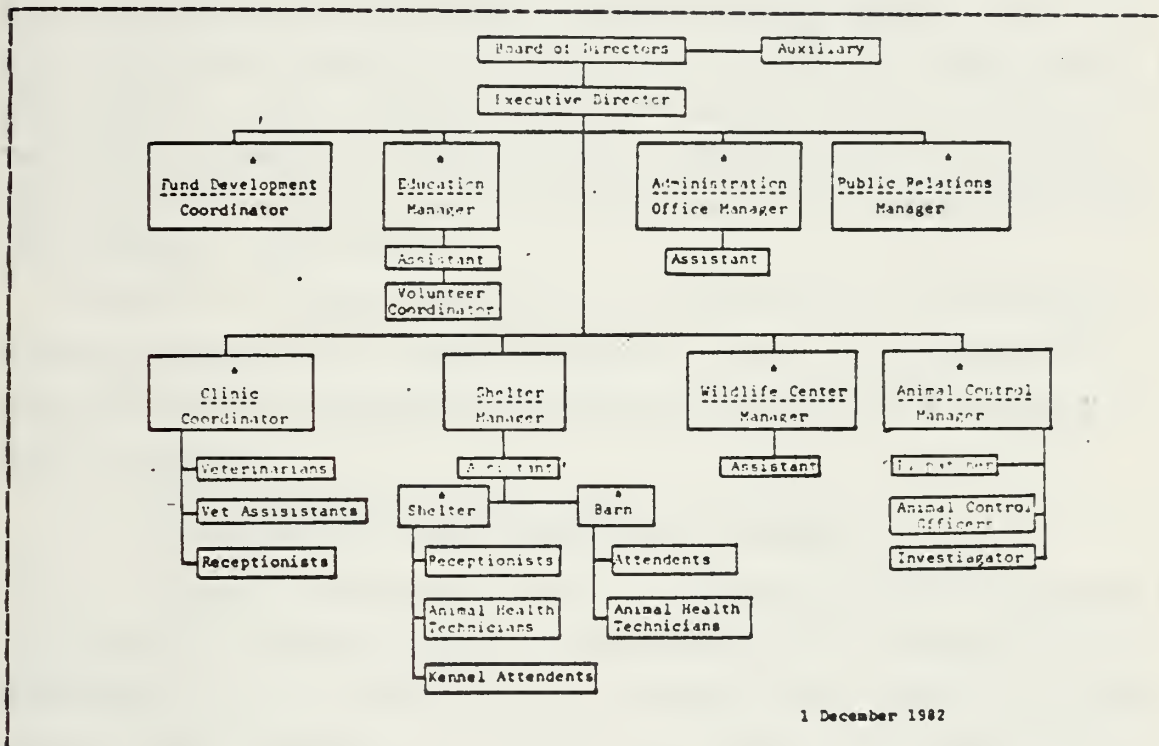 Board of Directors
Auxiliary
Executive Director
*
Fund Development
Coordinator
*
Education
Manager
*
Administration
Office Manager
*
Public Relations
Manager
Assistant
Volunteer
Coordinator
Assistant
*
Clinic
Coordinator
*
Shelter
Manager
*
Wildlife Center
Manager
*
Animal Control
Manager
Veterinarians
Vet Assisistants
Receptionists
Assistant
*
Shelter
*
Barn
Receptionists
Animal Health
Technicians
Kennel Attendents
Attendents
Animal Health
Technicians
Assistant
Animal Control
Officers
Investiagator
1 December 1982